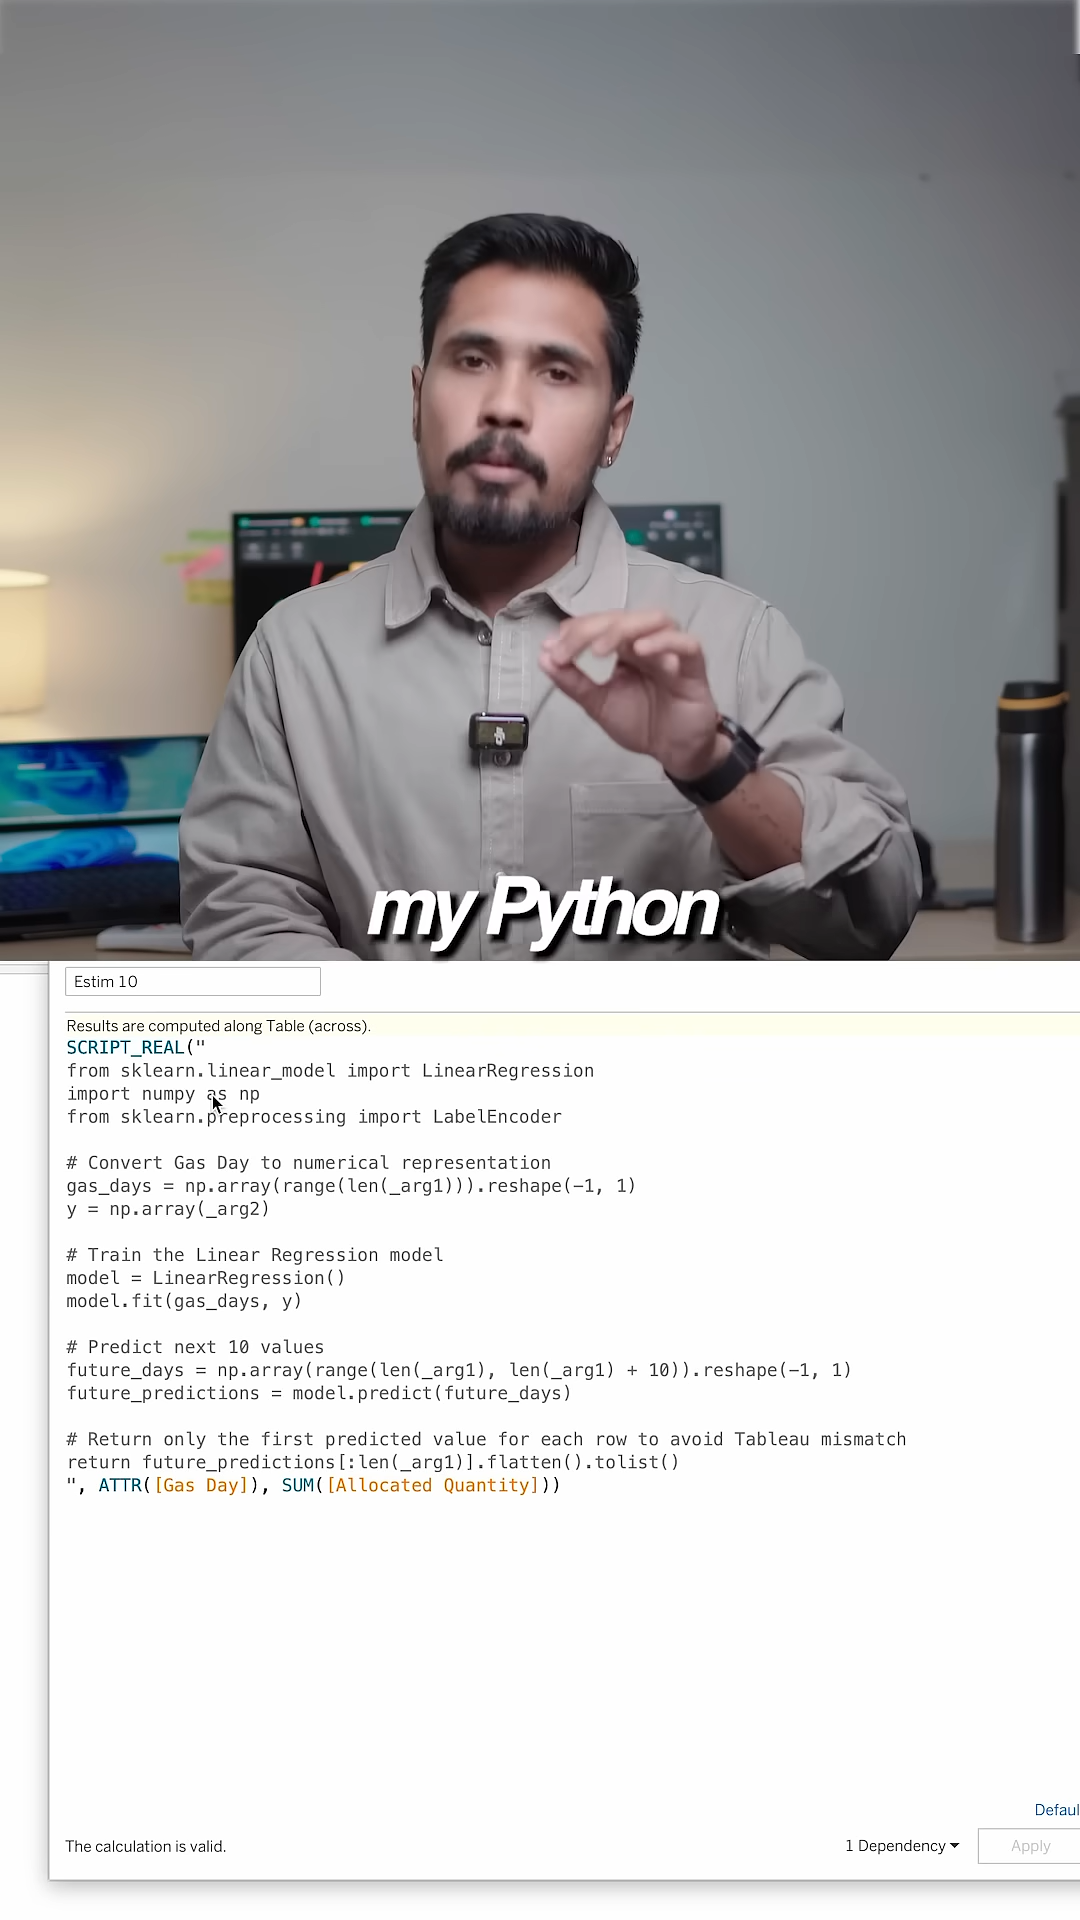 my Python
Estim 10
Results are computed along Table (across).
SCRIPT_REAL("
from sklearn.linear_model import LinearRegression
import numpy as np
from sklearn.preprocessing import LabelEncoder
# Convert Gas Day to numerical representation
gas_days = np.array(range(len(_arg1))).reshape(-1, 1)
y = np.array(_arg2)
# Train the Linear Regression model
model = LinearRegression()
model.fit(gas_days, y)
# Predict next 10 values
future_days = np.array(range(len(_arg1), len(_arg1) + 10)).reshape(-1, 1)
future_predictions = model.predict(future_days)
# Return only the first predicted value for each row to avoid Tableau mismatch
return future_predictions[:len(_arg1)].flatten().tolist()
", ATTR([Gas Day]), SUM([Allocated Quantity]))
Defaul
The calculation is valid.
1 Dependency
Apply